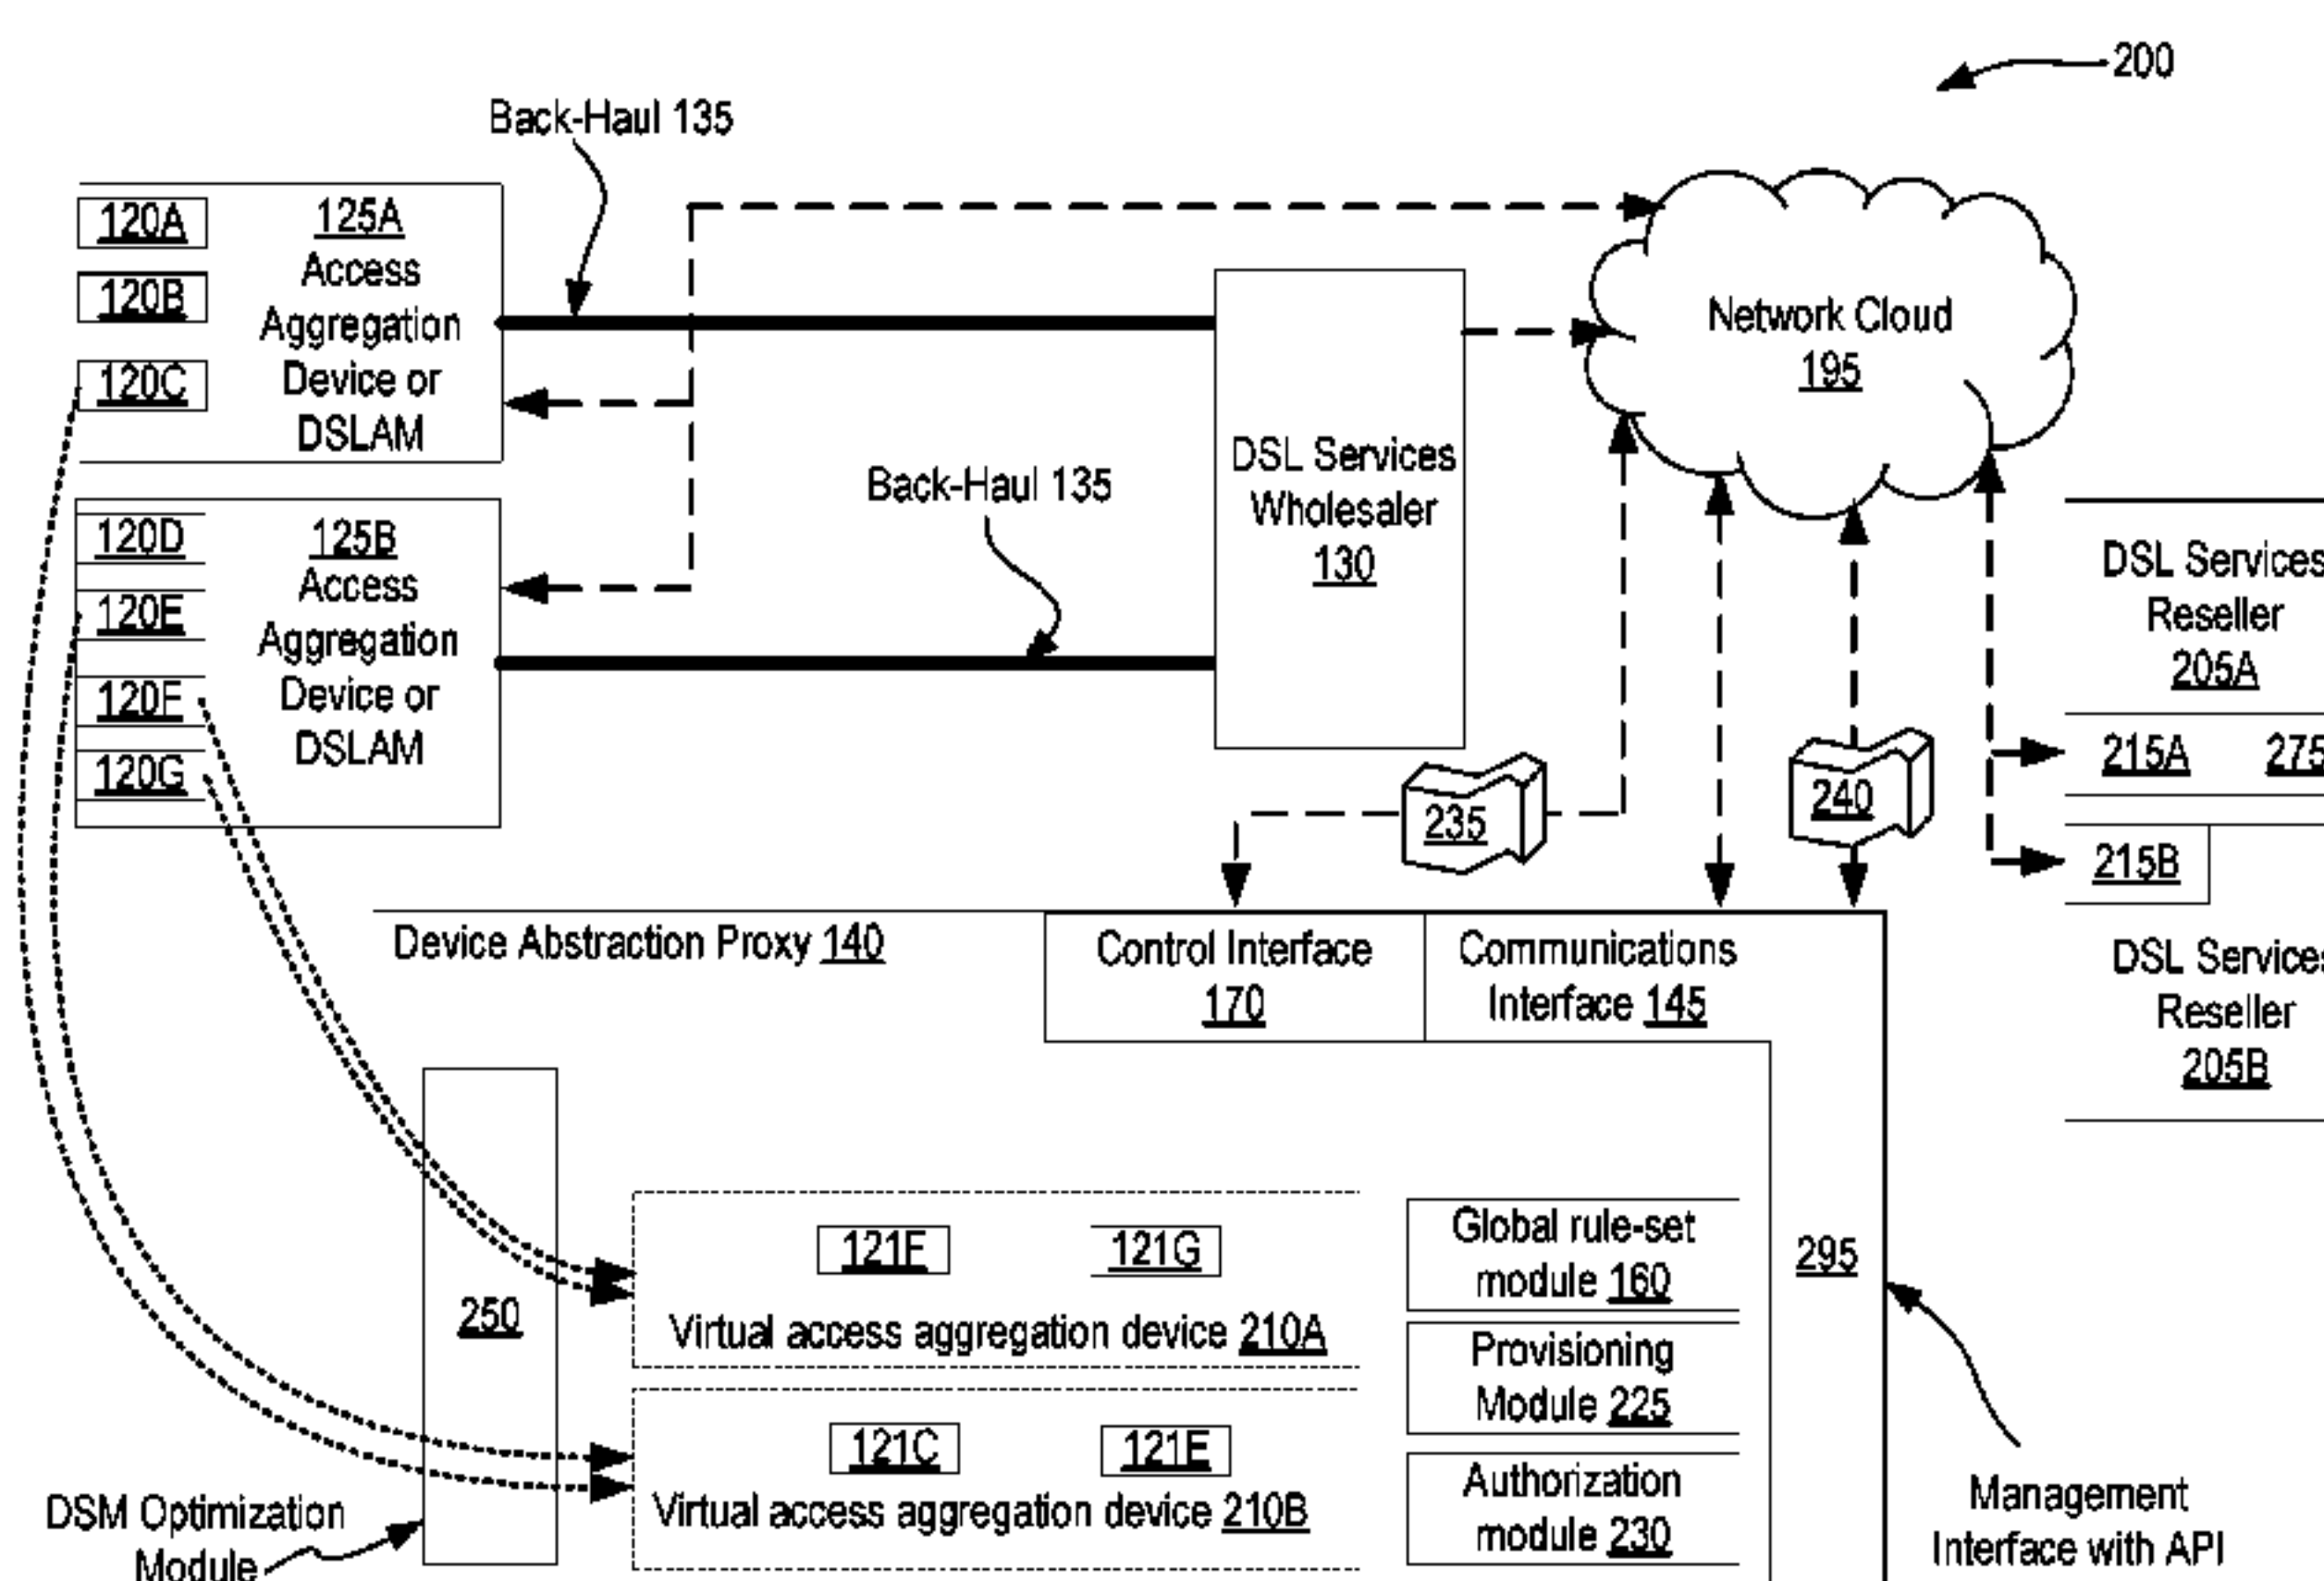 200
Back-Haul 135
120A
120B
120C
125A
Access
Aggregation
Device or
DSLAM
120D
120E
120F
120G
125B
Access
Aggregation
Device or
DSLAM
Back-Haul 135
DSL Services
Wholesaler
130
Network Cloud
195
DSL Services
Reseller
205A
215A 275
215B
DSL Services
Reseller
205B
235
240
Device Abstraction Proxy 140
Control Interface
170
Communications
Interface 145
250
121F 121G
Virtual access aggregation device 210A
121C 121E
Virtual access aggregation device 210B
Global rule-set
module 160
Provisioning
Module 225
Authorization
module 230
295
DSM Optimization
Module
Management
Interface with API